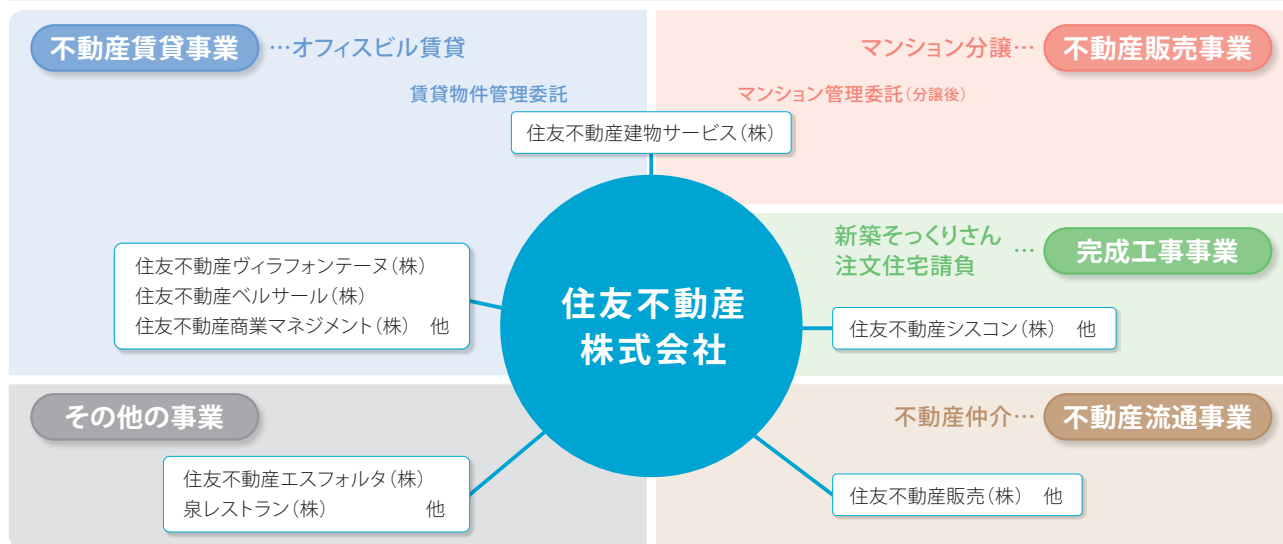 不動産賃貸事業 …オフィスビル賃貸
賃貸物件管理委託
マンション分譲… 不動産販売事業
マンション管理委託(分譲後)
住友不動産建物サービス(株)
住友不動産ヴィラフォンテーヌ(株)
住友不動産ベルサール(株)
住友不動産商業マネジメント(株) 他
住友不動産
株式会社
新築そっくりさん
注文住宅請負
… 完成工事事業
住友不動産シスコン(株) 他
その他の事業
住友不動産エスフォルタ(株)
泉レストラン(株) 他
不動産仲介… 不動産流通事業
住友不動産販売(株) 他